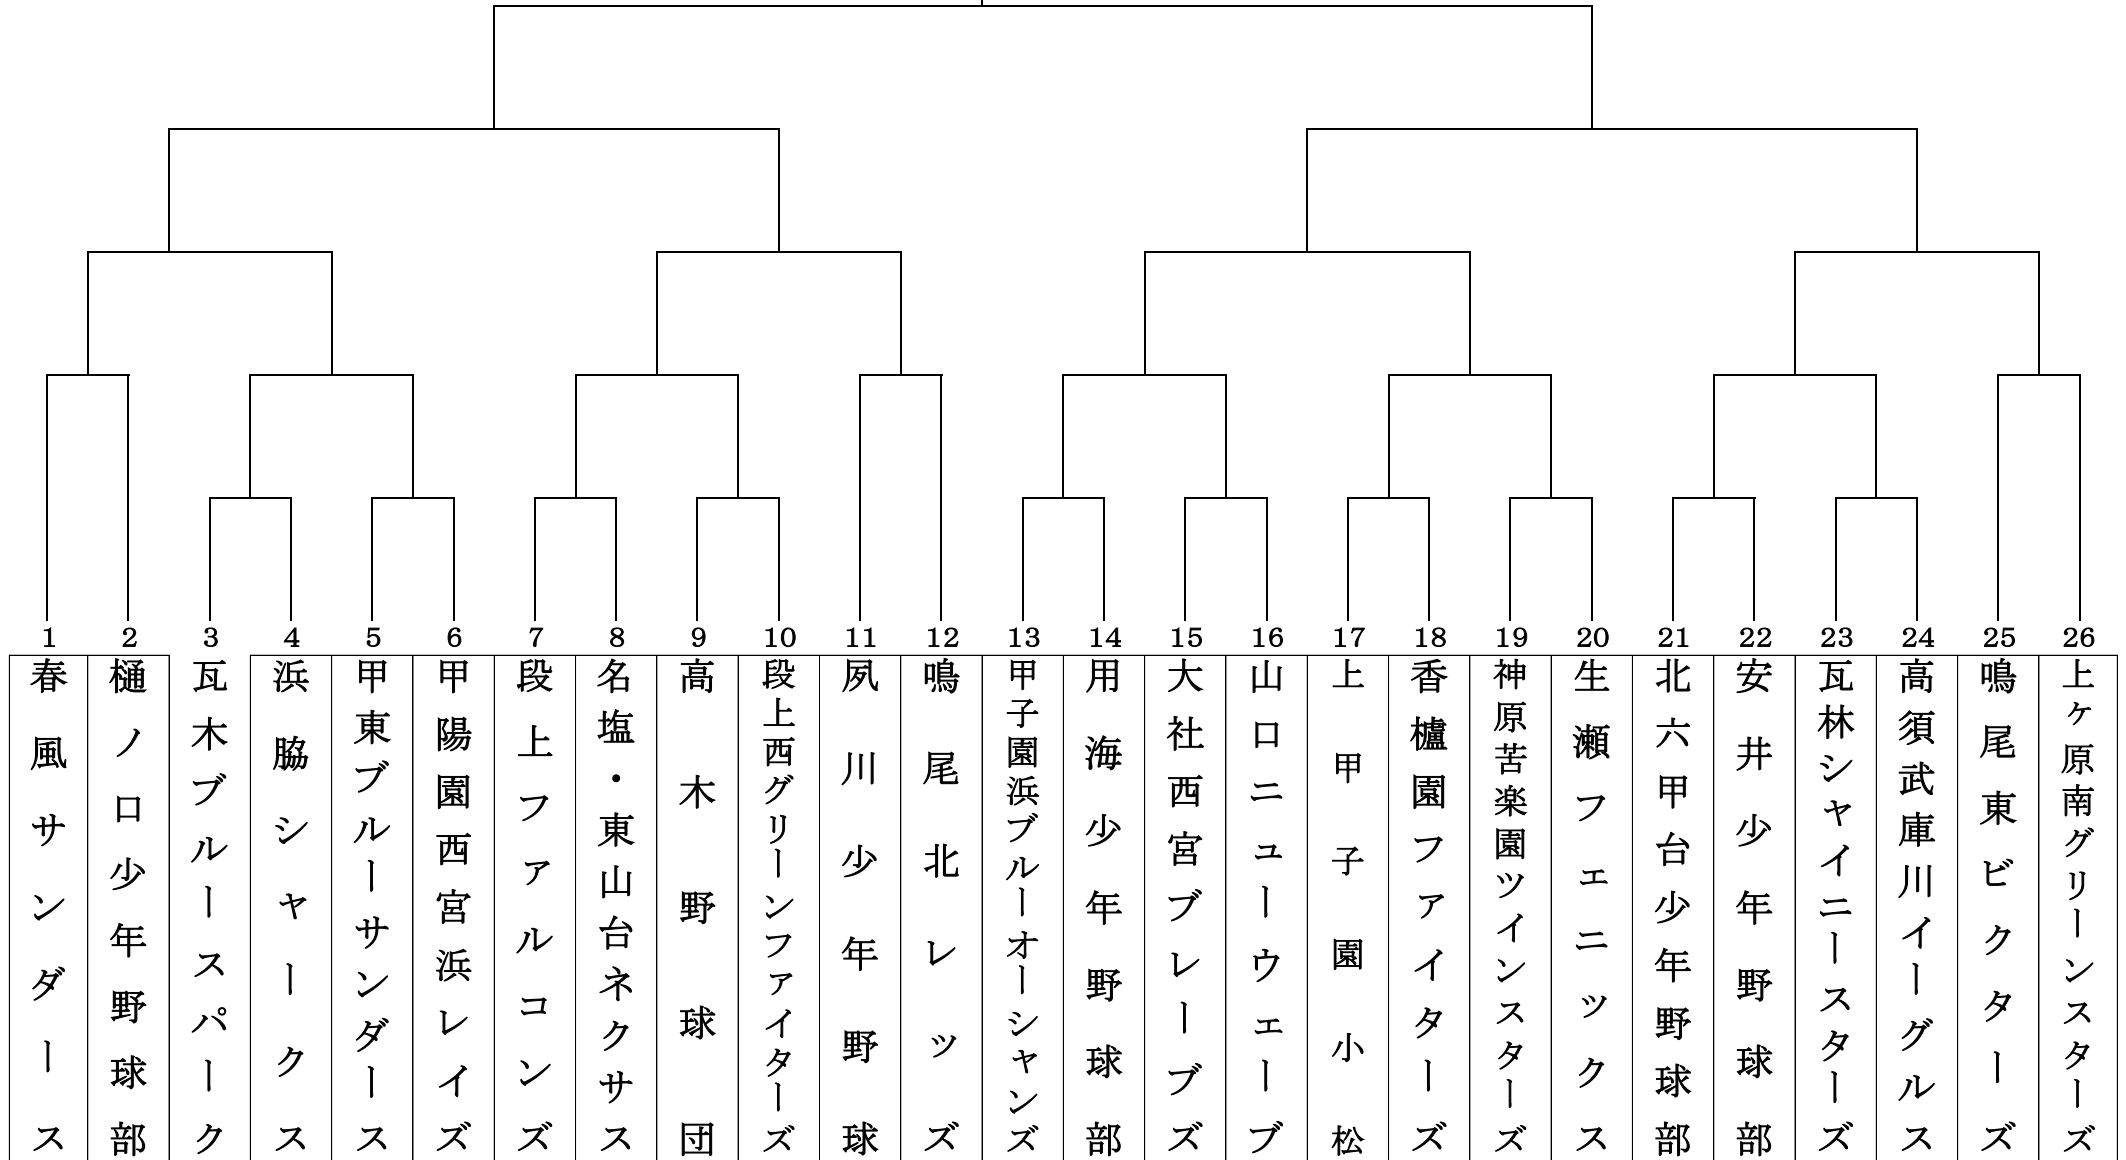 1 2 3 4 5 6 7 8 9 10 11 12 13 14 15 16 17 18 19 20 21 22 23 24 25 26
春風サンダース
樋ノ口少年野球部
瓦木ブルースパーク
浜脇シャークス
甲東ブルーサンダース
甲陽園西宮浜レイズ
段上ファルコンズ
名塩・東山台ネクサス
高木野球団
段上西グリーンファイターズ
夙川少年野球
鳴尾北レッズ
甲子園浜ブルーオーシャンズ
用海少年野球部
大社西宮ブレーブズ
山口ニューウェーブ
上甲子園小松
香櫨園ファイターズ
神原苦楽園ツインスターズ
生瀬フェニックス
北六甲台少年野球部
安井少年野球部
瓦林シャイニースターズ
高須武庫川イーグルス
鳴尾東ビクターズ
上ヶ原南グリーンスターズ